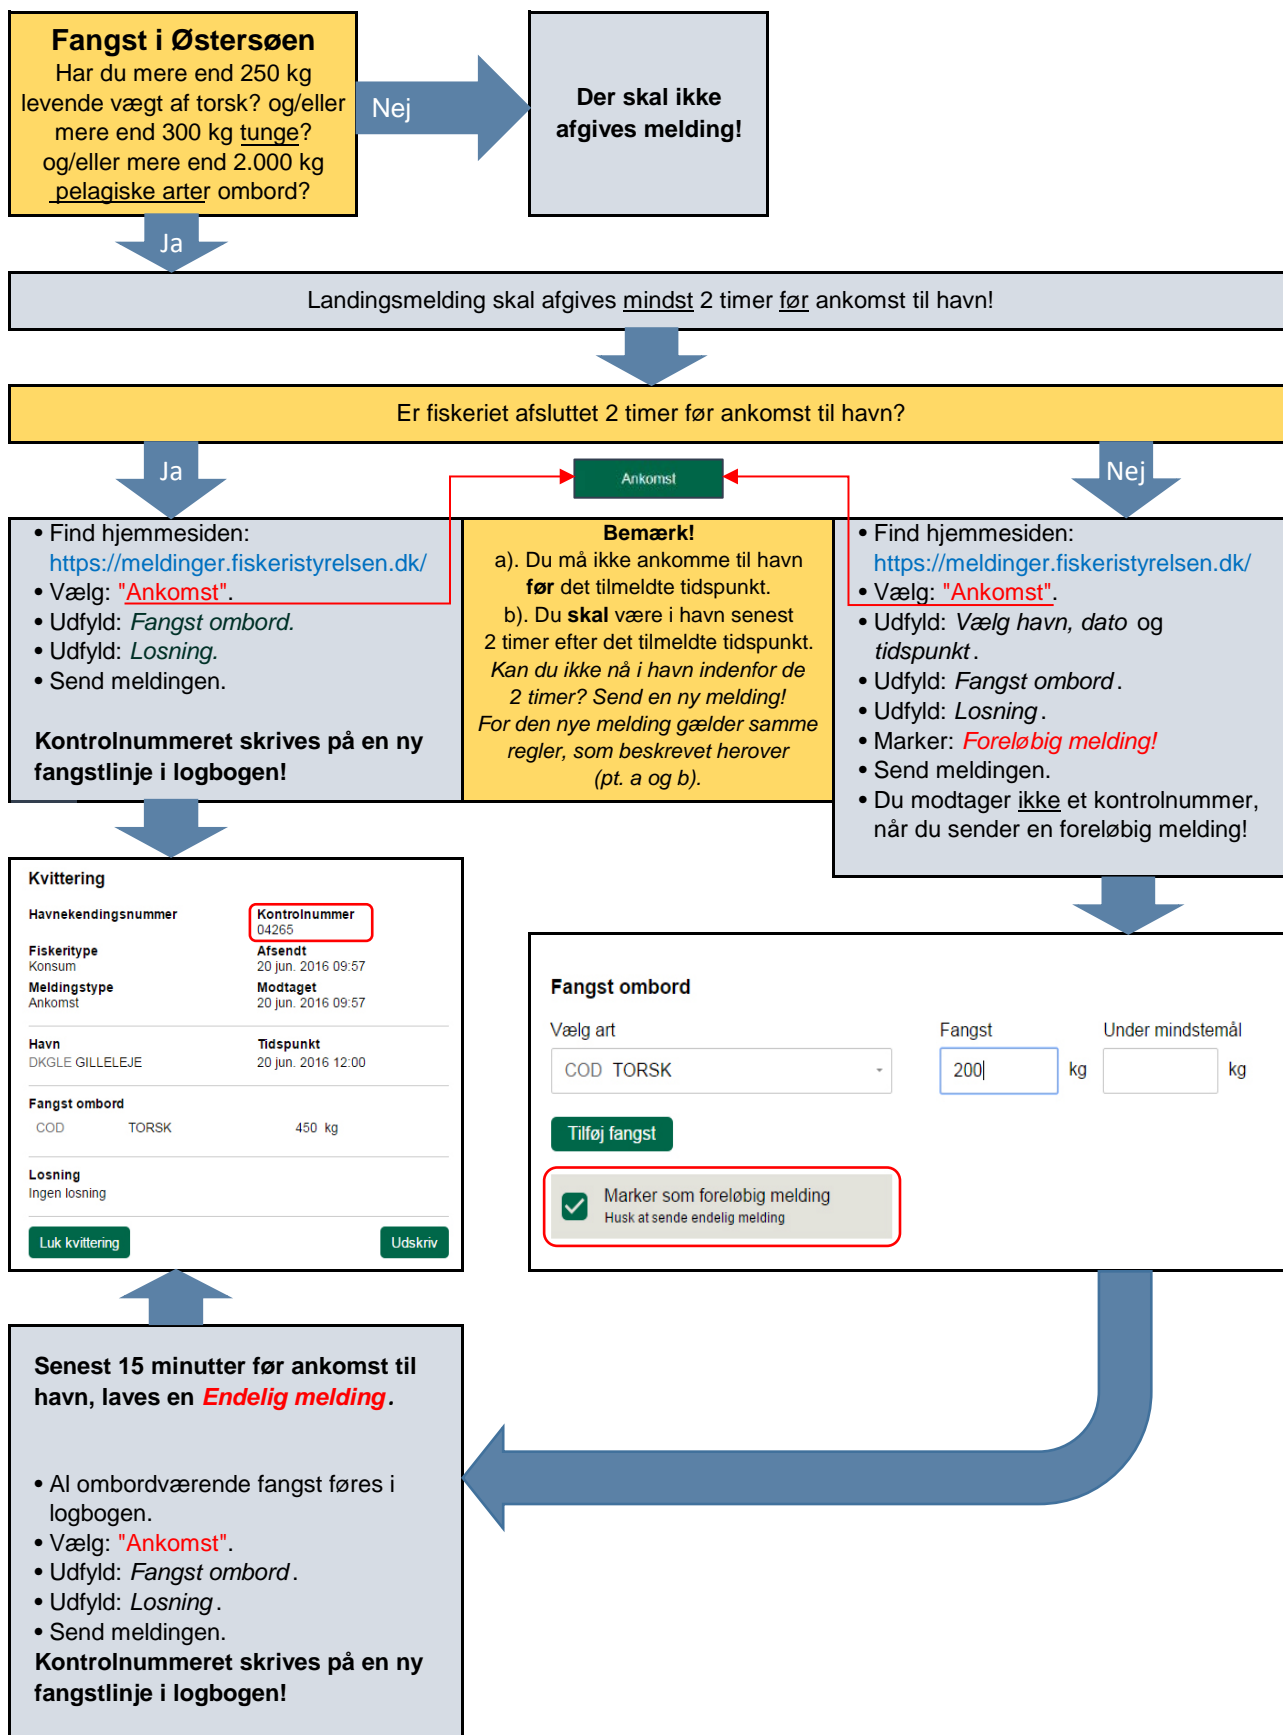 Fangst i Østersøen
Har du mere end 250 kg
levende vægt af torsk? og/eller
mere end 300 kg tunge?
og/eller mere end 2.000 kg
pelagiske arter ombord?
Nej
Der skal ikke
afgives melding!
Ja
Landingsmelding skal afgives mindst 2 timer før ankomst til havn!
Er fiskeriet afsluttet 2 timer før ankomst til havn?
Ja
Ankomst
Nej
• Find hjemmesiden:
https://meldinger.fiskeristyrelsen.dk/
• Vælg: "Ankomst".
• Udfyld: Fangst ombord.
• Udfyld: Losning.
• Send meldingen.
Kontrolnummeret skrives på en ny
fangstlinje i logbogen!
Bemærk!
a). Du må ikke ankomme til havn
før det tilmeldte tidspunkt.
b). Du skal være i havn senest
2 timer efter det tilmeldte tidspunkt.
Kan du ikke nå i havn indenfor de
2 timer? Send en ny melding!
For den nye melding gælder samme
regler, som beskrevet herover
(pt. a og b).
• Find hjemmesiden:
https://meldinger.fiskeristyrelsen.dk/
• Vælg: "Ankomst".
• Udfyld: Vælg havn, dato og
tidspunkt.
• Udfyld: Fangst ombord.
• Udfyld: Losning.
• Marker: Foreløbig melding!
• Send meldingen.
• Du modtager ikke et kontrolnummer,
når du sender en foreløbig melding!
Kvittering
Havnekendingsnummer Kontrolnummer
04265
Fiskeritype Afsendt
Konsum 20 jun. 2016 09:57
Meldingstype Modtaget
Ankomst 20 jun. 2016 09:57
Havn Tidspunkt
DKGLE GILLELEJE 20 jun. 2016 12:00
Fangst ombord
COD TORSK 450 kg
Losning
Ingen losning
Luk kvittering Udskriv
Fangst ombord
Vælg art Fangst Under mindstemål
COD TORSK 200 kg kg
Tilføj fangst
Marker som foreløbig melding
Husk at sende endelig melding
Senest 15 minutter før ankomst til
havn, laves en Endelig melding.
• Al ombordværende fangst føres i
logbogen.
• Vælg: "Ankomst".
• Udfyld: Fangst ombord.
• Udfyld: Losning.
• Send meldingen.
Kontrolnummeret skrives på en ny
fangstlinje i logbogen!